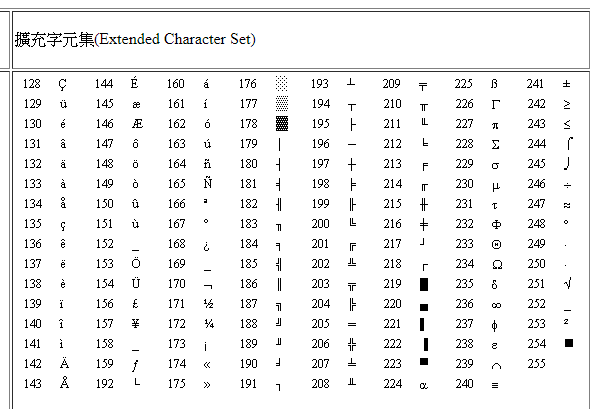 擴充字元集(Extended Character Set)
128 Ç 144 É 160 á 176 ░ 193 ┴ 209 ╤ 225 ß 241 ±
129 ü 145 æ 161 í 177 ▒ 194 ┬ 210 ╥ 226 Γ 242 ≥
130 é 146 Æ 162 ó 178 ▓ 195 ├ 211 ╙ 227 π 243 ≤
131 â 147 ô 163 ú 179 │ 196 ─ 212 ╘ 228 Σ 244 ⌠
132 ä 148 ö 164 ñ 180 ┤ 197 ┼ 213 ╒ 229 σ 245 ⌡
133 à 149 ò 165 Ñ 181 ╡ 198 ╞ 214 ╓ 230 µ 246 ÷
134 å 150 û 166 ª 182 ╢ 199 ╟ 215 ╫ 231 τ 247 ≈
135 ç 151 ù 167 º 183 ╖ 200 ╚ 216 ╪ 232 Φ 248 °
136 ê 152 _ 168 ¿ 184 ╕ 201 ╔ 217 ┘ 233 Θ 249 ·
137 ë 153 Ö 169 _ 185 ╣ 202 ╩ 218 ┌ 234 Ω 250 ·
138 è 154 Ü 170 ¬ 186 ║ 203 ╦ 219 █ 235 δ 251 √
139 ï 156 £ 171 ½ 187 ╗ 204 ╠ 220 ▄ 236 ∞ 252 _
140 î 157 ¥ 172 ¼ 188 ╝ 205 ═ 221 ▌ 237 φ 253 ²
141 ì 158 _ 173 ¡ 189 ╜ 206 ╬ 222 ▐ 238 ε 254 ■
142 Ä 159 ƒ 174 « 190 ╛ 207 ╧ 223 ▀ 239 ∩ 255
143 Å 192 └ 175 » 191 ┐ 208 ╨ 224 α 240 ≡